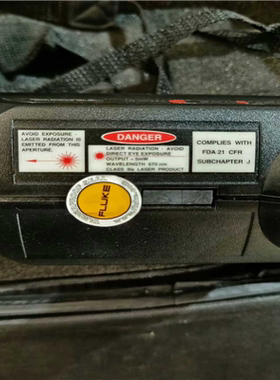 AVOID EXPOSURE
LASER RADIATION IS
EMITTED FROM THIS
APERTURE.
DANGER
LASER RADIATION - AVOID
DIRECT EYE EXPOSURE
OUTPUT < 5mW
WAVELENGTH 670 nm
CLASS IIIa LASER PRODUCT
COMPLIES WITH
FDA 21 CFR
SUBCHAPTER J
FLUKE